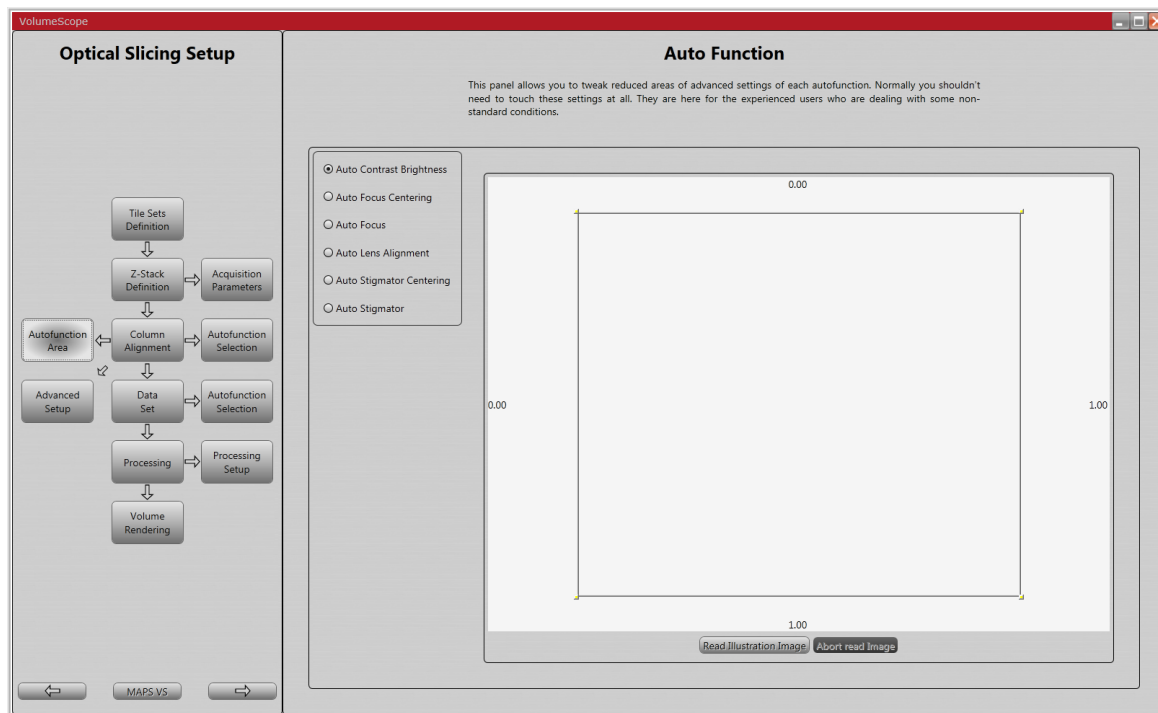 VolumeScope
Optical Slicing Setup
Tile Sets
Definition
Z-Stack
Definition
Acquisition
Parameters
Autofunction
Area
Column
Alignment
Autofunction
Selection
Advanced
Setup
Data
Set
Autofunction
Selection
Processing
Processing
Setup
Volume
Rendering
MAPS VS
Auto Function
This panel allows you to tweak reduced areas of advanced settings of each autofunction. Normally you shouldn't
need to touch these settings at all. They are here for the experienced users who are dealing with some non-
standard conditions.
Auto Contrast Brightness
Auto Focus Centering
Auto Focus
Auto Lens Alignment
Auto Stigmator Centering
Auto Stigmator
0.00
0.00
1.00
1.00
Read Illustration Image
Abort read Image